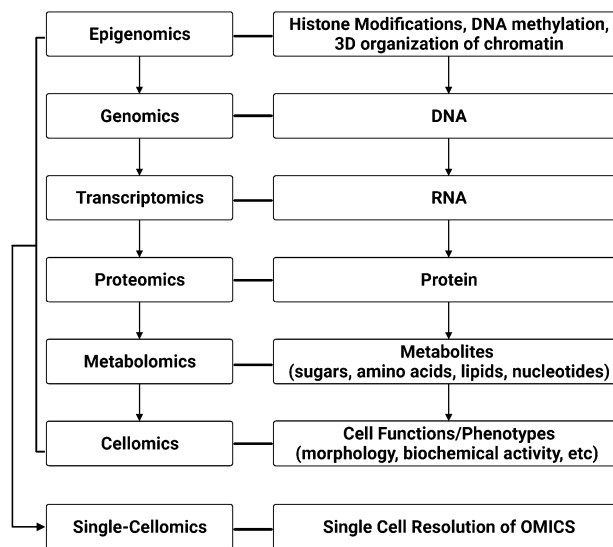 Epigenomics
Histone Modifications, DNA methylation,
3D organization of chromatin
Genomics
DNA
Transcriptomics
RNA
Proteomics
Protein
Metabolomics
Metabolites
(sugars, amino acids, lipids, nucleotides)
Cellomics
Cell Functions/Phenotypes
(morphology, biochemical activity, etc)
Single-Cellomics
Single Cell Resolution of OMICS